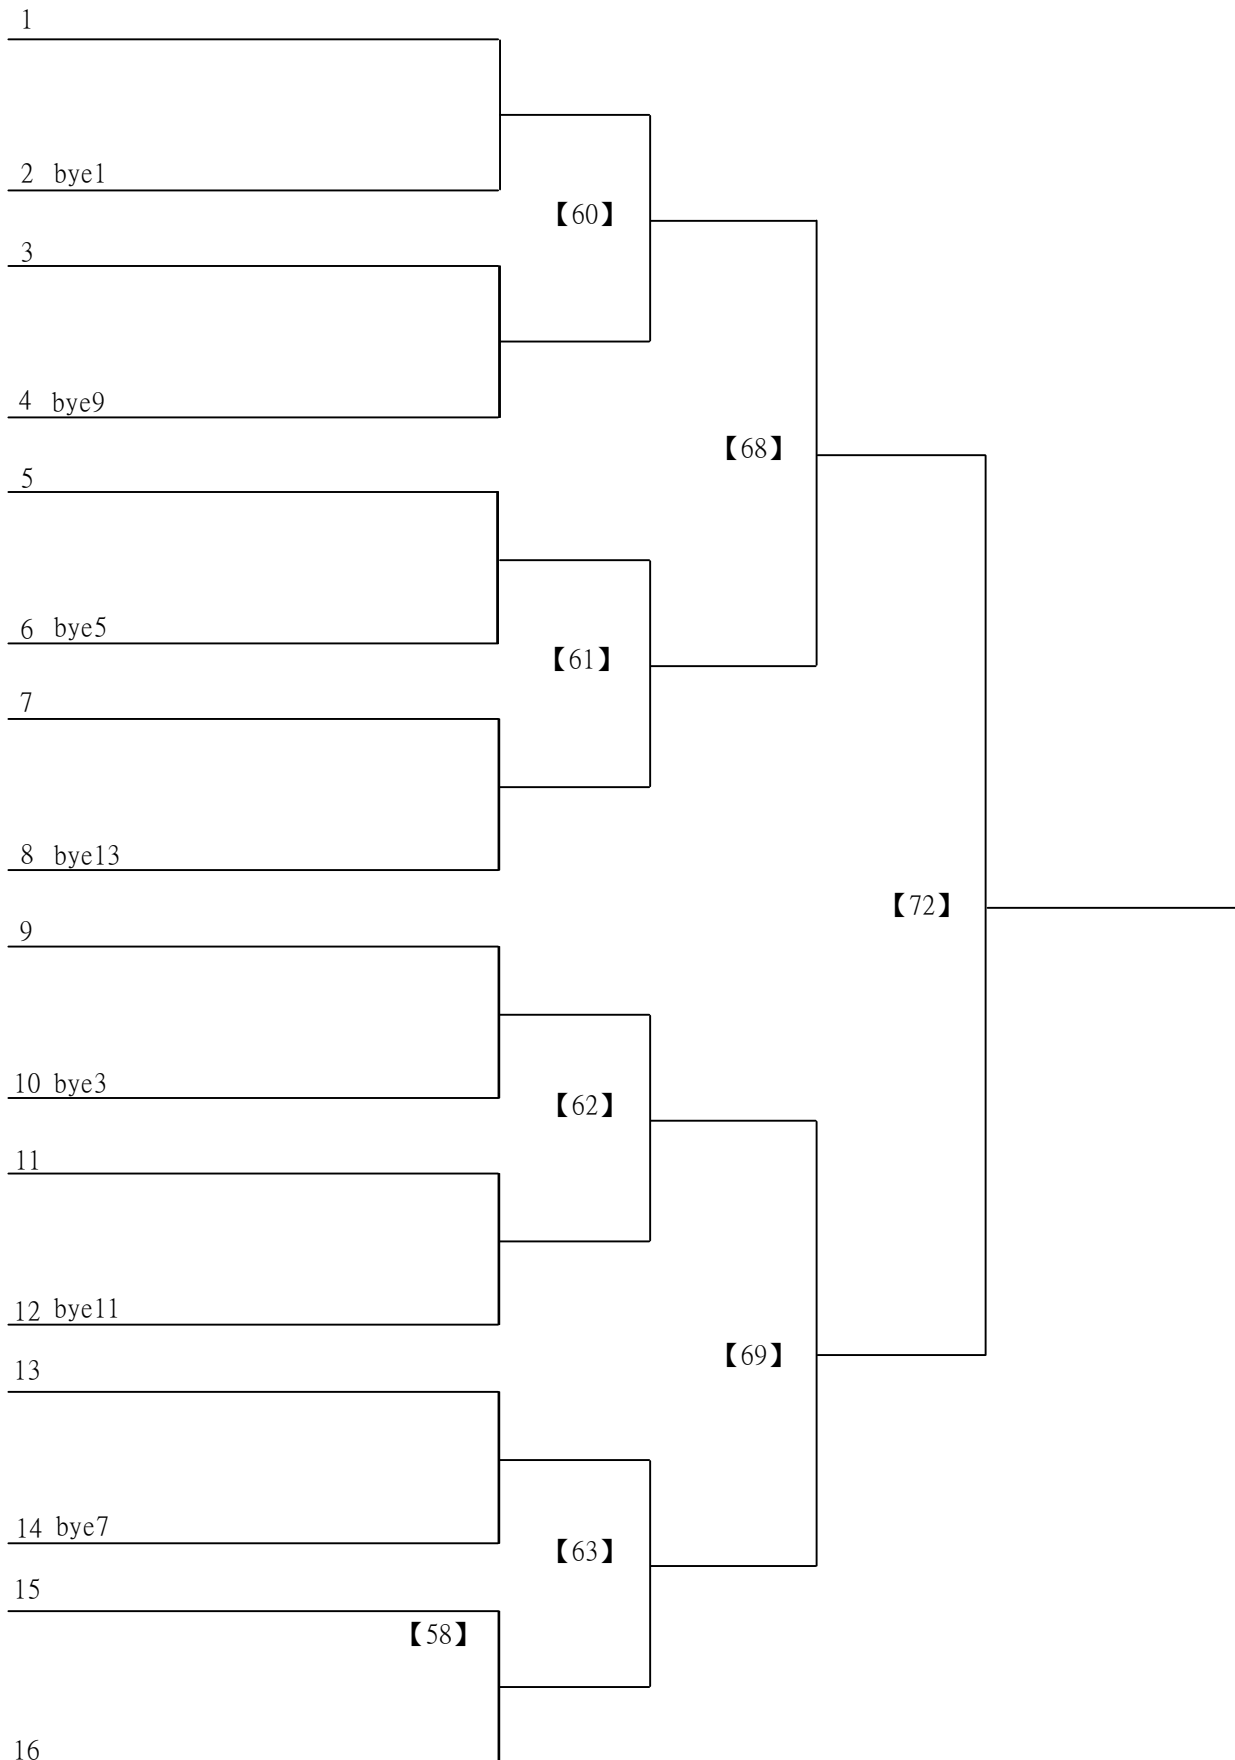 1
2 bye1
【60】
3
4 bye9
【68】
5
6 bye5
【61】
7
8 bye13
【72】
9
10 bye3
【62】
11
12 bye11
【69】
13
14 bye7
【63】
15
【58】
16